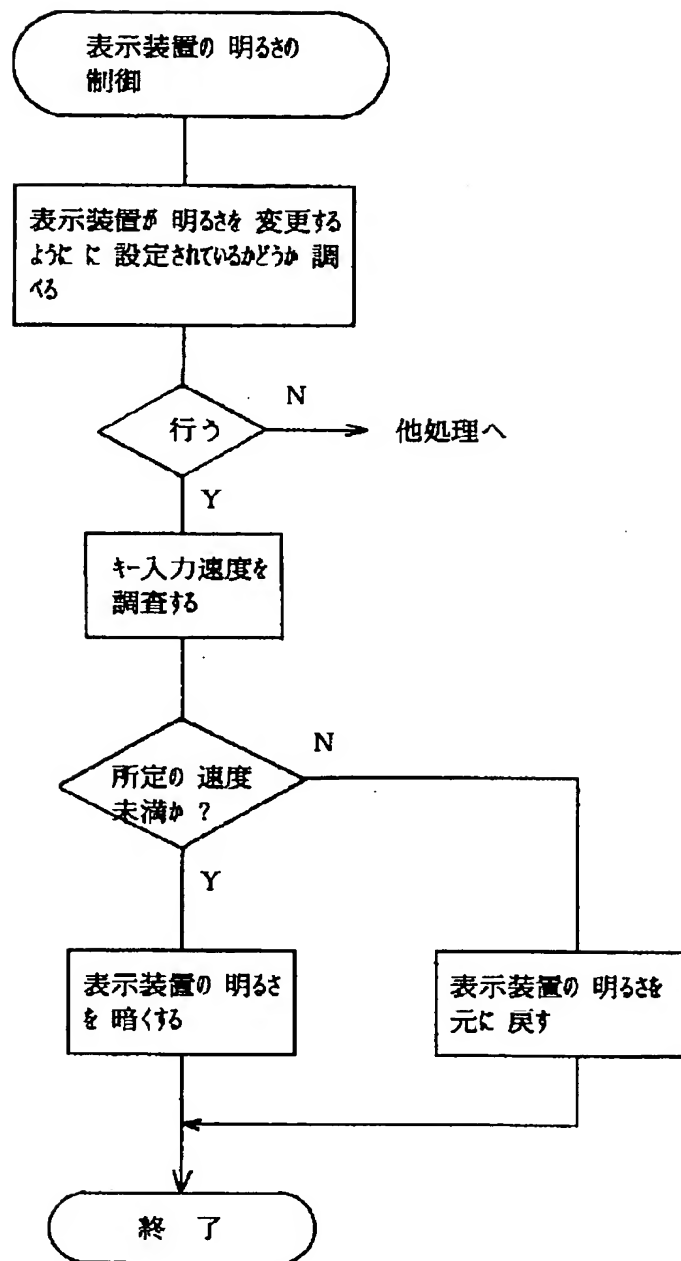 表示装置の 明るさの
制御
表示装置が 明るさを 変更する
ように に 設定されているかどうか 調
べる
行う
N
他処理へ
Y
キー入力速度を
調査する
所定の 速度
未満か ?
N
Y
表示装置の 明るさ
を 暗くする
表示装置の 明るさを
元に 戻す
終 了